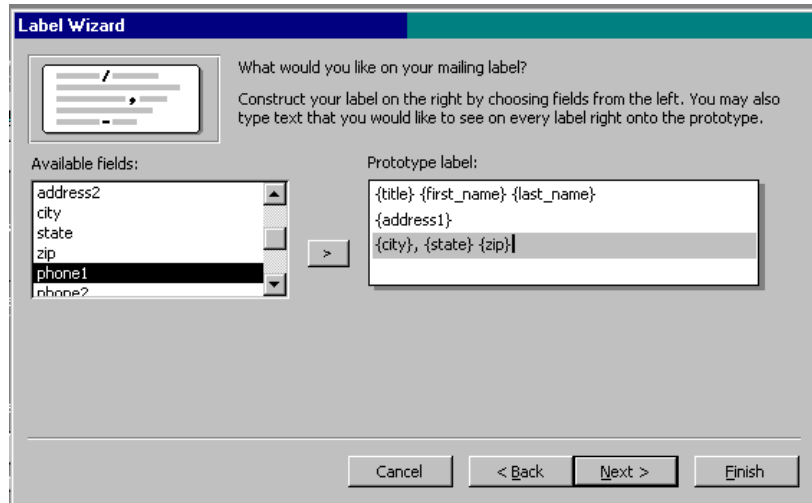 Label Wizard
What would you like on your mailing label?
Construct your label on the right by choosing fields from the left. You may also
type text that you would like to see on every label right onto the prototype.
Available fields:
address2
city
state
zip
phone1
phone2
>
Prototype label:
{title} {first_name} {last_name}
{address1}
{city}, {state} {zip}
Cancel
< Back
Next >
Finish